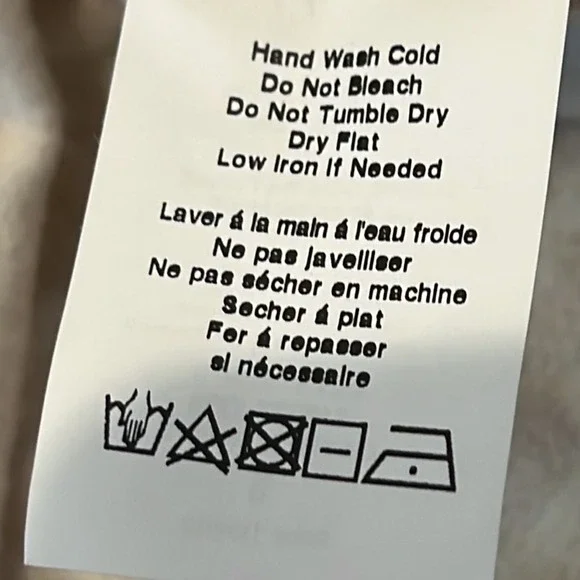 Hand Wash Cold
Do Not Bleach
Do Not Tumble Dry
Dry Flat
Low Iron If Needed
Laver á la main á l'eau froide
Ne pas javelliser
Ne pas sécher en machine
Secher á plat
Fer á repasser
si nécessaire